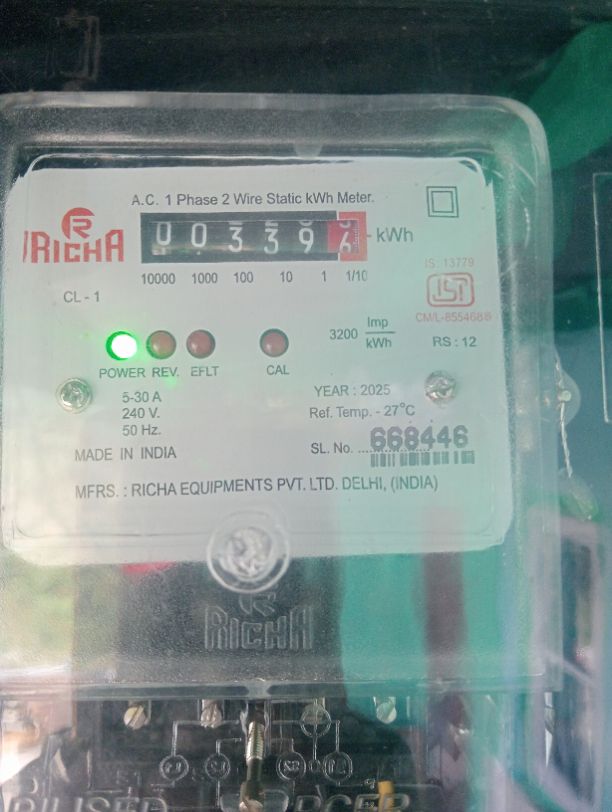 A.C. 1 Phase 2 Wire Static kWh Meter.
R
RICHA
0 0 3 3 9 6 kWh
10000 1000 100 10 1 1/10
IS. 13779
ISI
CM/L-8554688
CL - 1
3200 Imp/kWh
RS : 12
POWER REV. EFLT CAL
5-30 A
240 V.
50 Hz.
YEAR : 2025
Ref. Temp. - 27°C
MADE IN INDIA
SL. No. 668446
MFRS. : RICHA EQUIPMENTS PVT. LTD. DELHI, (INDIA)
R
RICHA